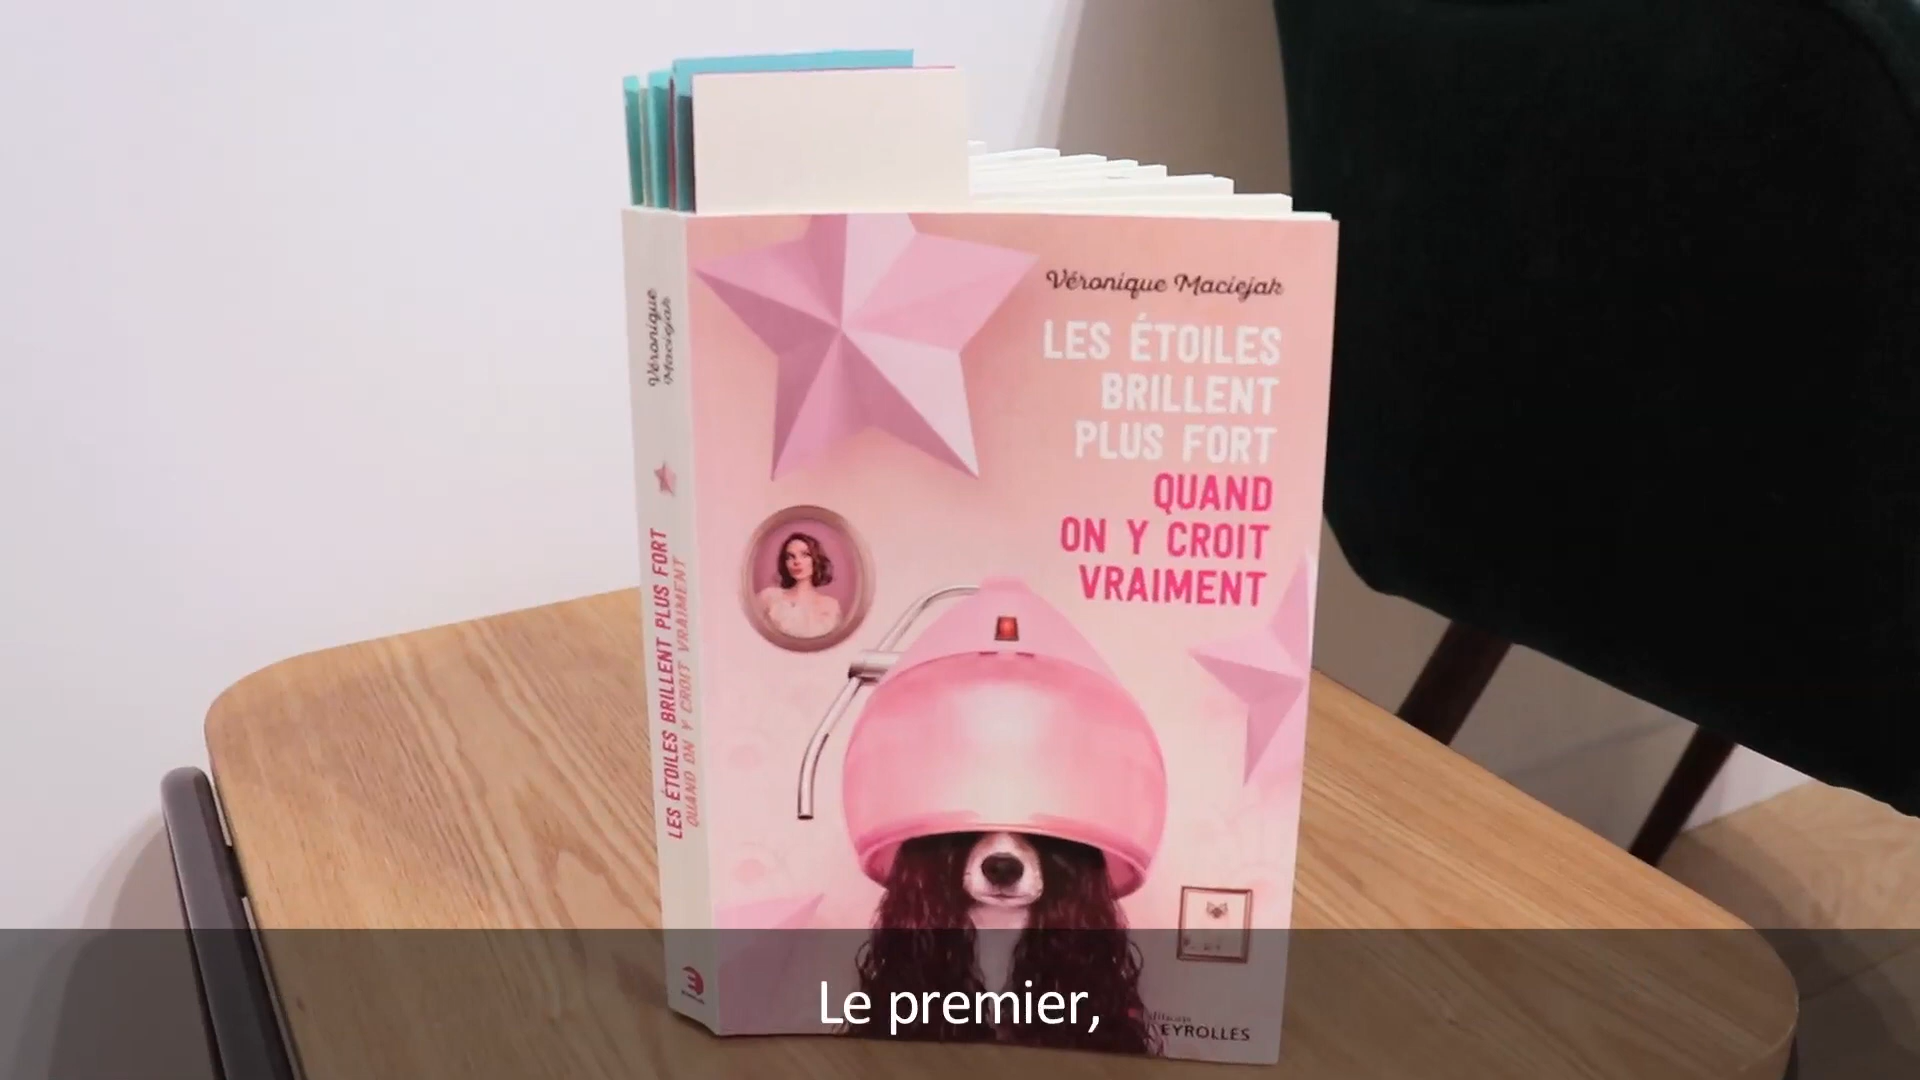 Véronique Maciejak
LES ÉTOILES
BRILLENT
PLUS FORT
QUAND
ON Y CROIT
VRAIMENT
Véronique
Maciejak
LES ÉTOILES BRILLENT PLUS FORT
QUAND ON Y CROIT VRAIMENT
Le premier,
EYROLLES